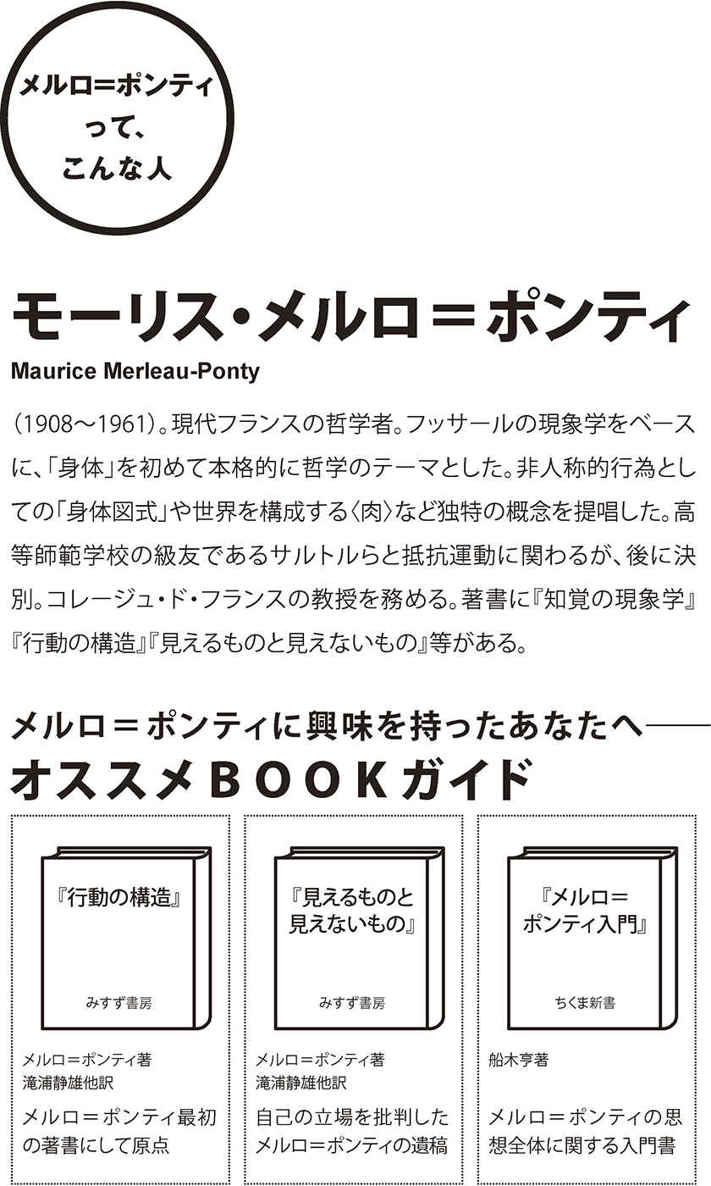 メルロ＝ポンティ
って、
こんな人
モーリス・メルロ＝ポンティ
Maurice Merleau-Ponty
（1908〜1961）。現代フランスの哲学者。フッサールの現象学をベース
に、「身体」を初めて本格的に哲学のテーマとした。非人称的行為とし
ての「身体図式」や世界を構成する〈肉〉など独特の概念を提唱した。高
等師範学校の級友であるサルトルらと抵抗運動に関わるが、後に決
別。コレージュ・ド・フランスの教授を務める。著書に『知覚の現象学』
『行動の構造』『見えるものと見えないもの』等がある。
メルロ＝ポンティに興味を持ったあなたへ――
オススメBOOKガイド
『行動の構造』
みすず書房
メルロ＝ポンティ著
滝浦静雄他訳
メルロ＝ポンティ最初
の著書にして原点
『見えるものと
見えないもの』
みすず書房
メルロ＝ポンティ著
滝浦静雄他訳
自己の立場を批判した
メルロ＝ポンティの遺稿
『メルロ＝
ポンティ入門』
ちくま新書
船木亨著
メルロ＝ポンティの思
想全体に関する入門書